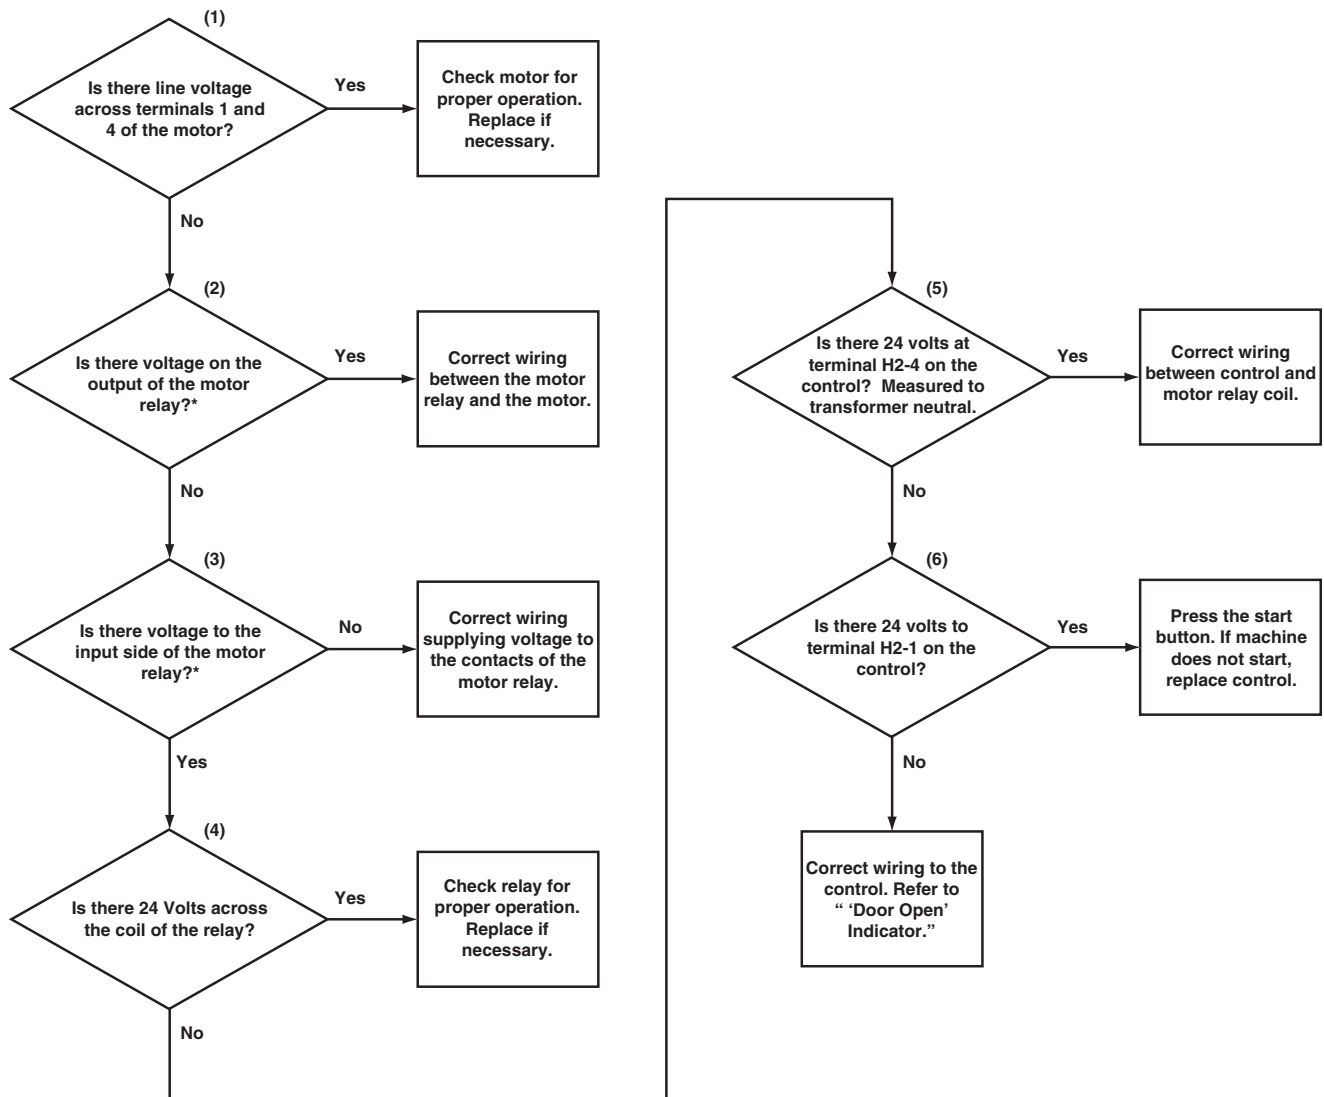 (1)
Is there line voltage
across terminals 1 and
4 of the motor?
Yes
Check motor for
proper operation.
Replace if
necessary.
No
(2)
Is there voltage on the
output of the motor
relay?*
Yes
Correct wiring
between the motor
relay and the motor.
No
(3)
Is there voltage to the
input side of the motor
relay?*
No
Correct wiring
supplying voltage to
the contacts of the
motor relay.
Yes
(4)
Is there 24 Volts across
the coil of the relay?
Yes
Check relay for
proper operation.
Replace if
necessary.
No
(5)
Is there 24 volts at
terminal H2-4 on the
control?  Measured to
transformer neutral.
Yes
Correct wiring
between control and
motor relay coil.
No
(6)
Is there 24 volts to
terminal H2-1 on the
control?
Yes
Press the start
button. If machine
does not start,
replace control.
No
Correct wiring to the
control. Refer to
“ ‘Door Open’
Indicator.”